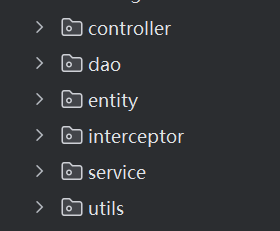 controller
dao
entity
interceptor
service
utils